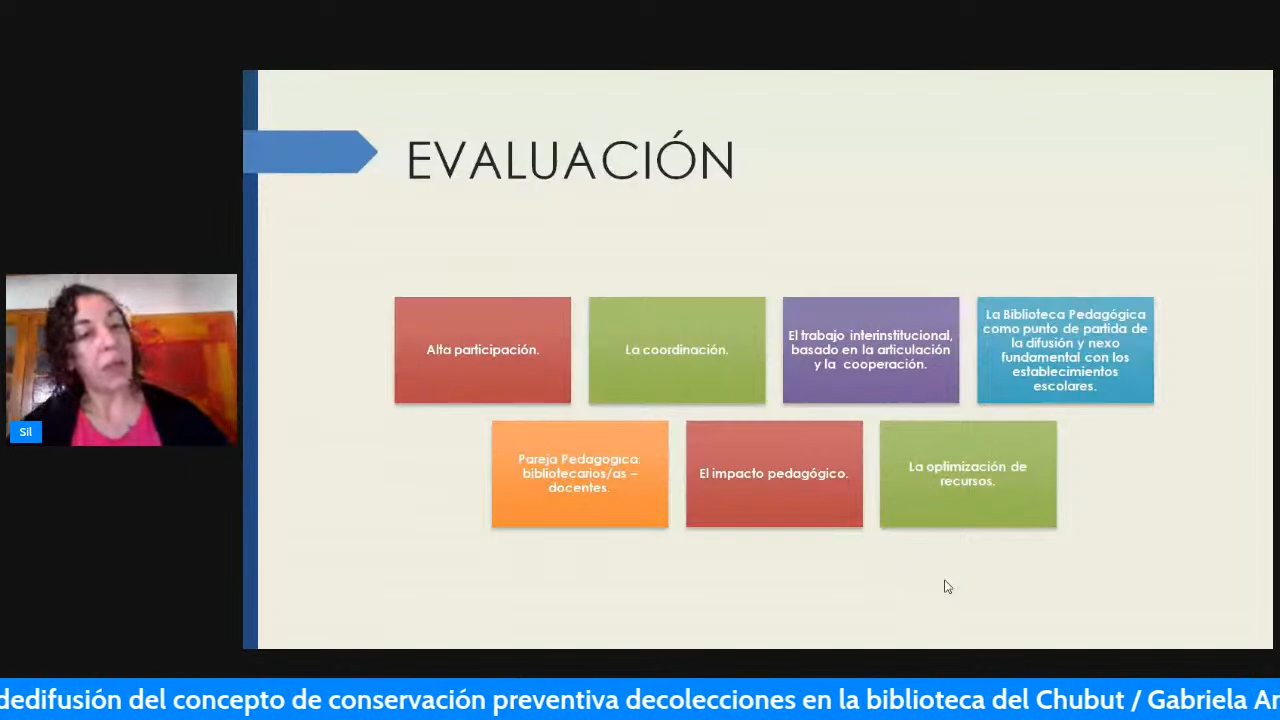 EVALUACIÓN
Alta participación.
La coordinación.
El trabajo interinstitucional,
basado en la articulación
y la cooperación.
La Biblioteca Pedagógica
como punto de partida de
la difusión y nexo
fundamental con los
establecimientos
escolares.
Pareja Pedagogica:
bibliotecarios/as –
docentes.
El impacto pedagógico.
La optimización de
recursos.
Sil
dedifusión del concepto de conservación preventiva decolecciones en la biblioteca del Chubut / Gabriela